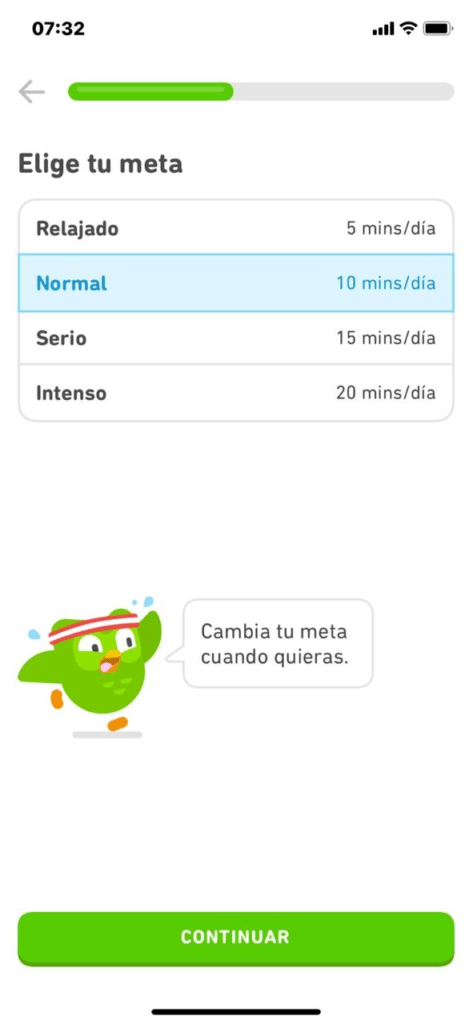 07:32
Elige tu meta
Relajado 5 mins/día
Normal 10 mins/día
Serio 15 mins/día
Intenso 20 mins/día
Cambia tu meta
cuando quieras.
CONTINUAR